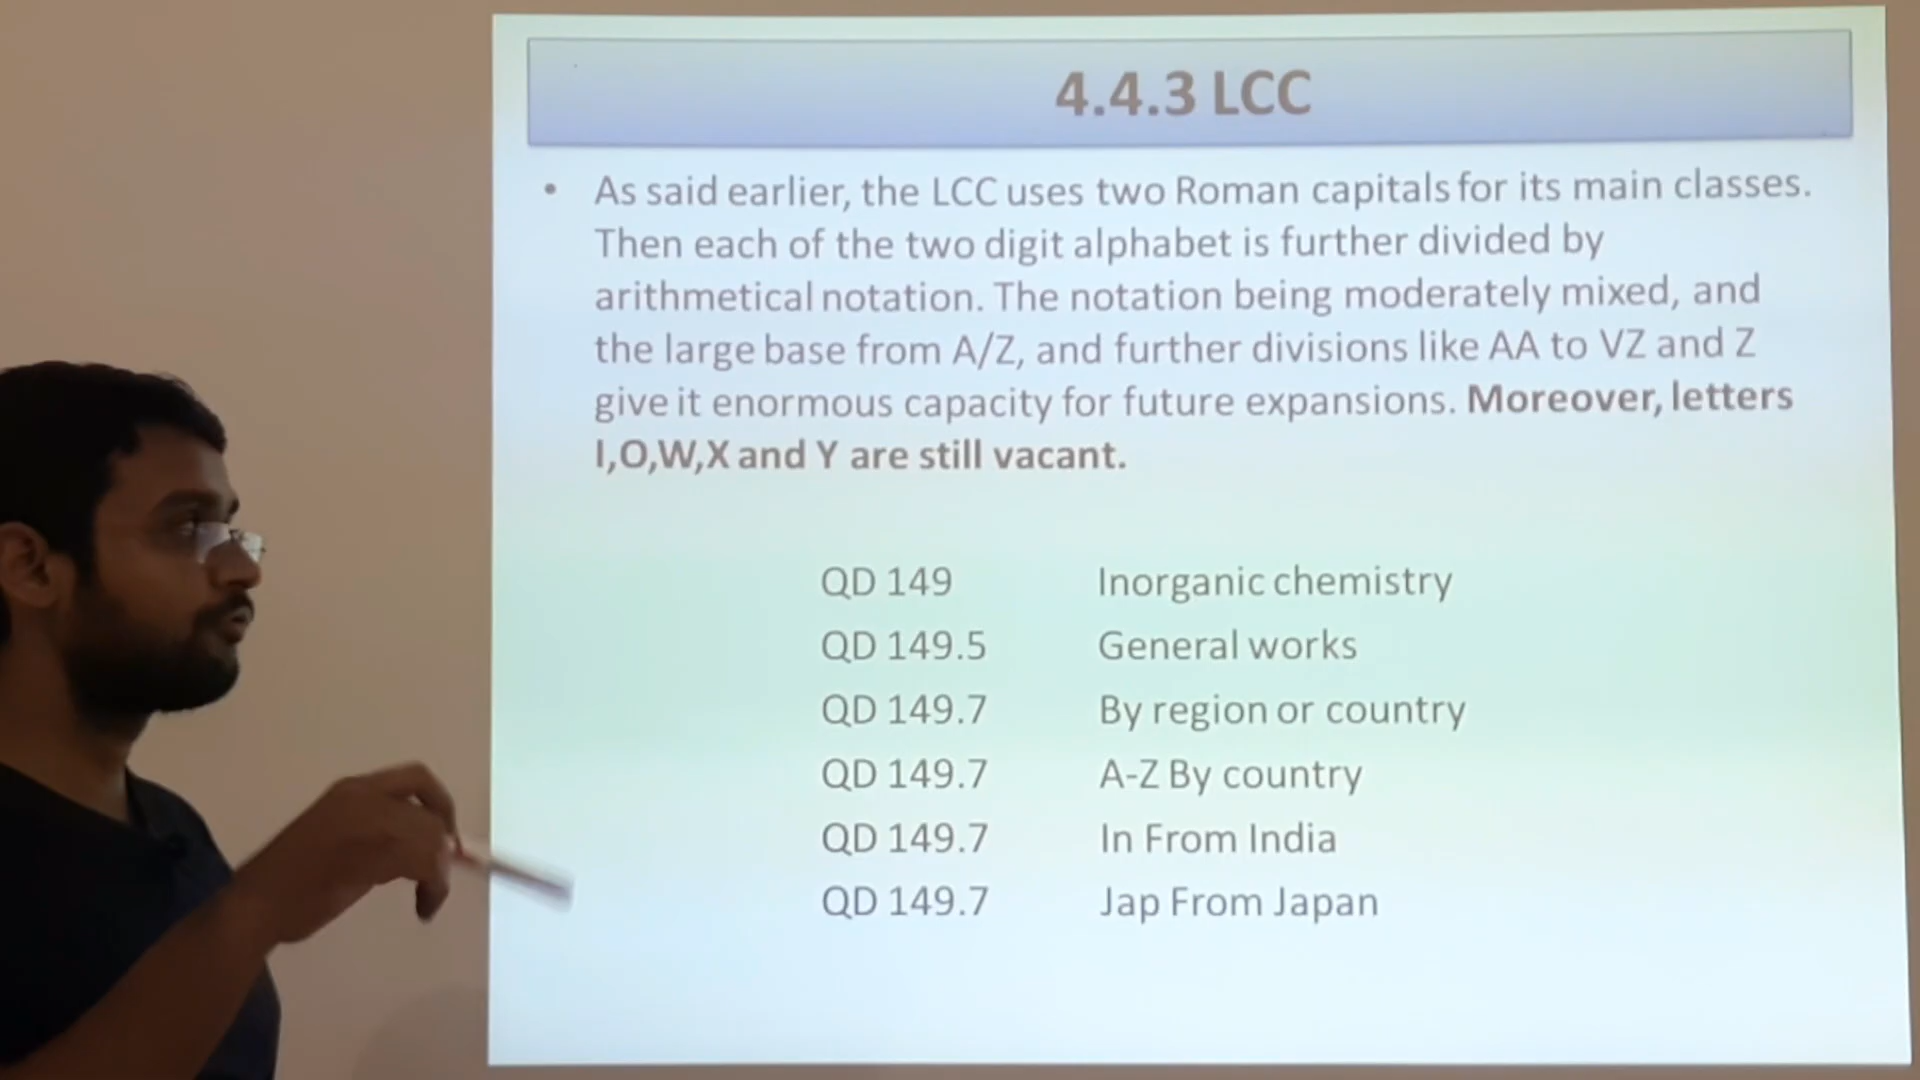 4.4.3 LCC
• As said earlier, the LCC uses two Roman capitals for its main classes.
Then each of the two digit alphabet is further divided by
arithmetical notation. The notation being moderately mixed, and
the large base from A/Z, and further divisions like AA to VZ and Z
give it enormous capacity for future expansions. Moreover, letters
I,O,W,X and Y are still vacant.
QD 149 Inorganic chemistry
QD 149.5 General works
QD 149.7 By region or country
QD 149.7 A-Z By country
QD 149.7 In From India
QD 149.7 Jap From Japan